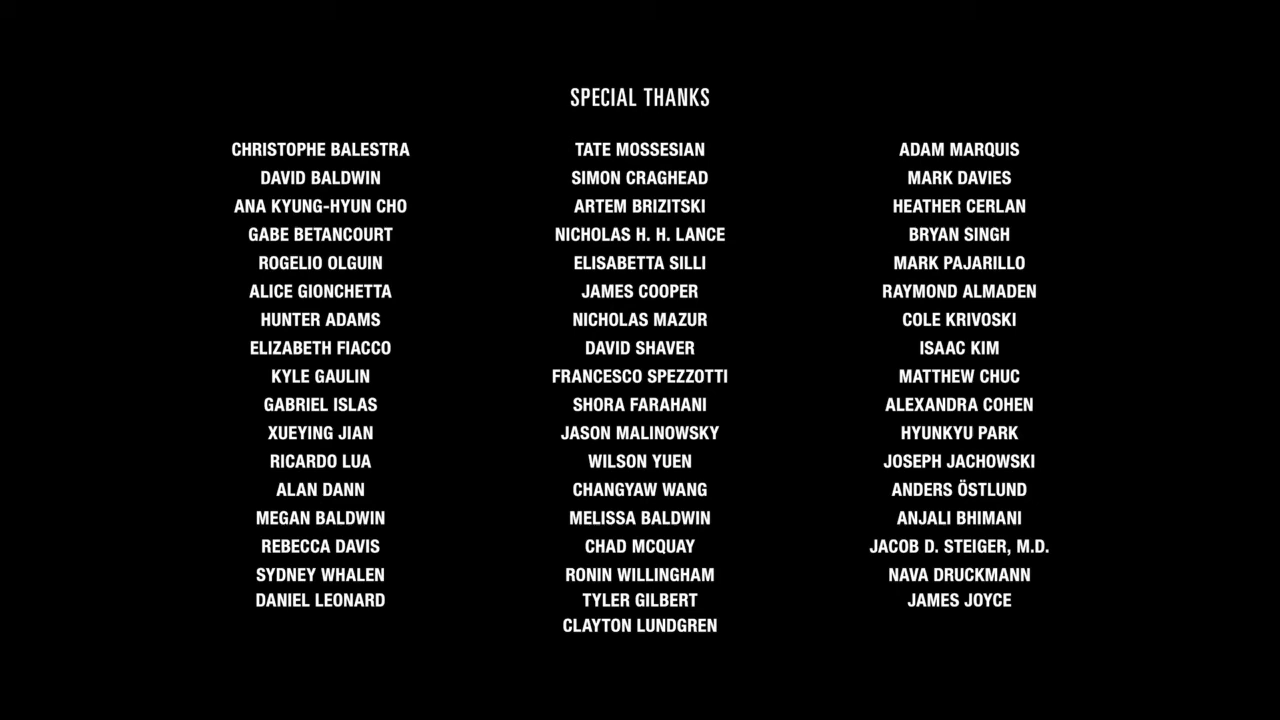 SPECIAL THANKS
CHRISTOPHE BALESTRA
DAVID BALDWIN
ANA KYUNG-HYUN CHO
GABE BETANCOURT
ROGELIO OLGUIN
ALICE GIONCHETTA
HUNTER ADAMS
ELIZABETH FIACCO
KYLE GAULIN
GABRIEL ISLAS
XUEYING JIAN
RICARDO LUA
ALAN DANN
MEGAN BALDWIN
REBECCA DAVIS
SYDNEY WHALEN
DANIEL LEONARD
TATE MOSSESIAN
SIMON CRAGHEAD
ARTEM BRIZITSKI
NICHOLAS H. H. LANCE
ELISABETTA SILLI
JAMES COOPER
NICHOLAS MAZUR
DAVID SHAVER
FRANCESCO SPEZZOTTI
SHORA FARAHANI
JASON MALINOWSKY
WILSON YUEN
CHANGYAW WANG
MELISSA BALDWIN
CHAD MCQUAY
RONIN WILLINGHAM
TYLER GILBERT
CLAYTON LUNDGREN
ADAM MARQUIS
MARK DAVIES
HEATHER CERLAN
BRYAN SINGH
MARK PAJARILLO
RAYMOND ALMADEN
COLE KRIVOSKI
ISAAC KIM
MATTHEW CHUC
ALEXANDRA COHEN
HYUNKYU PARK
JOSEPH JACHOWSKI
ANDERS ÖSTLUND
ANJALI BHIMANI
JACOB D. STEIGER, M.D.
NAVA DRUCKMANN
JAMES JOYCE